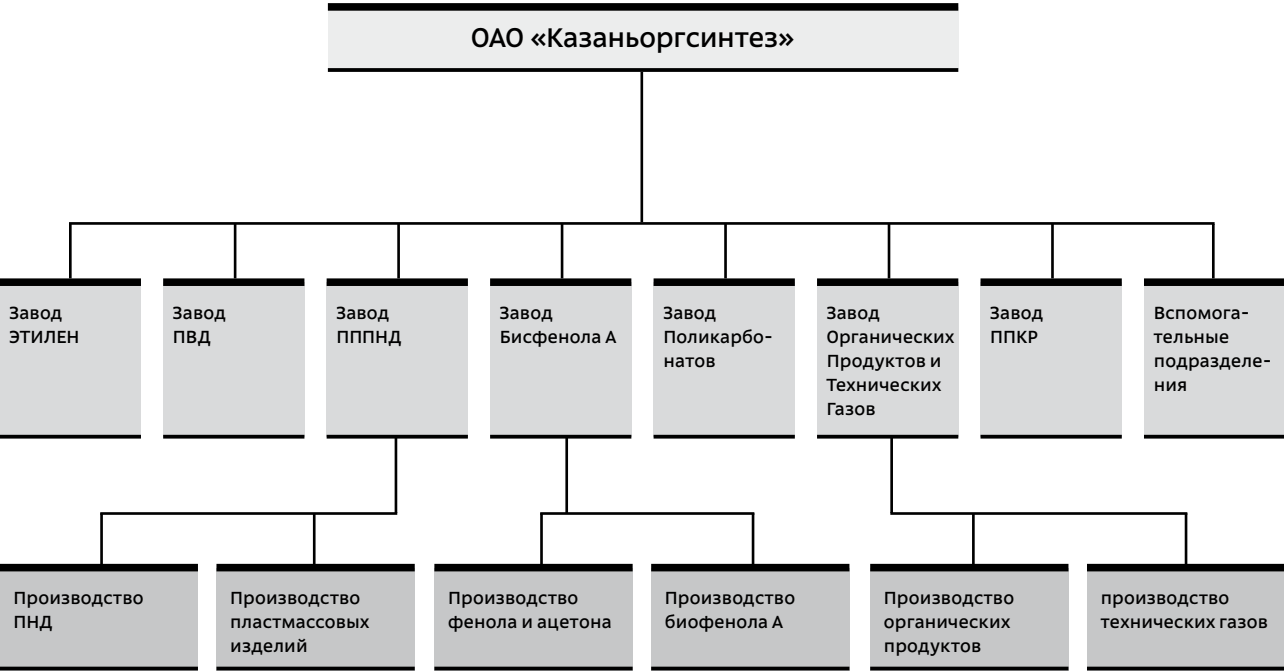 ОАО «Казаньоргсинтез»
Завод
ЭТИЛЕН
Завод
ПВД
Завод
ПППНД
Завод
Бисфенола А
Завод
Поликарбо-
натов
Завод
Органических
Продуктов и
Технических
Газов
Завод
ППКР
Вспомога-
тельные
подразделе-
ния
Производство
ПНД
Производство
пластмассовых
изделий
Производство
фенола и ацетона
Производство
биофенола А
Производство
органических
продуктов
производство
технических газов